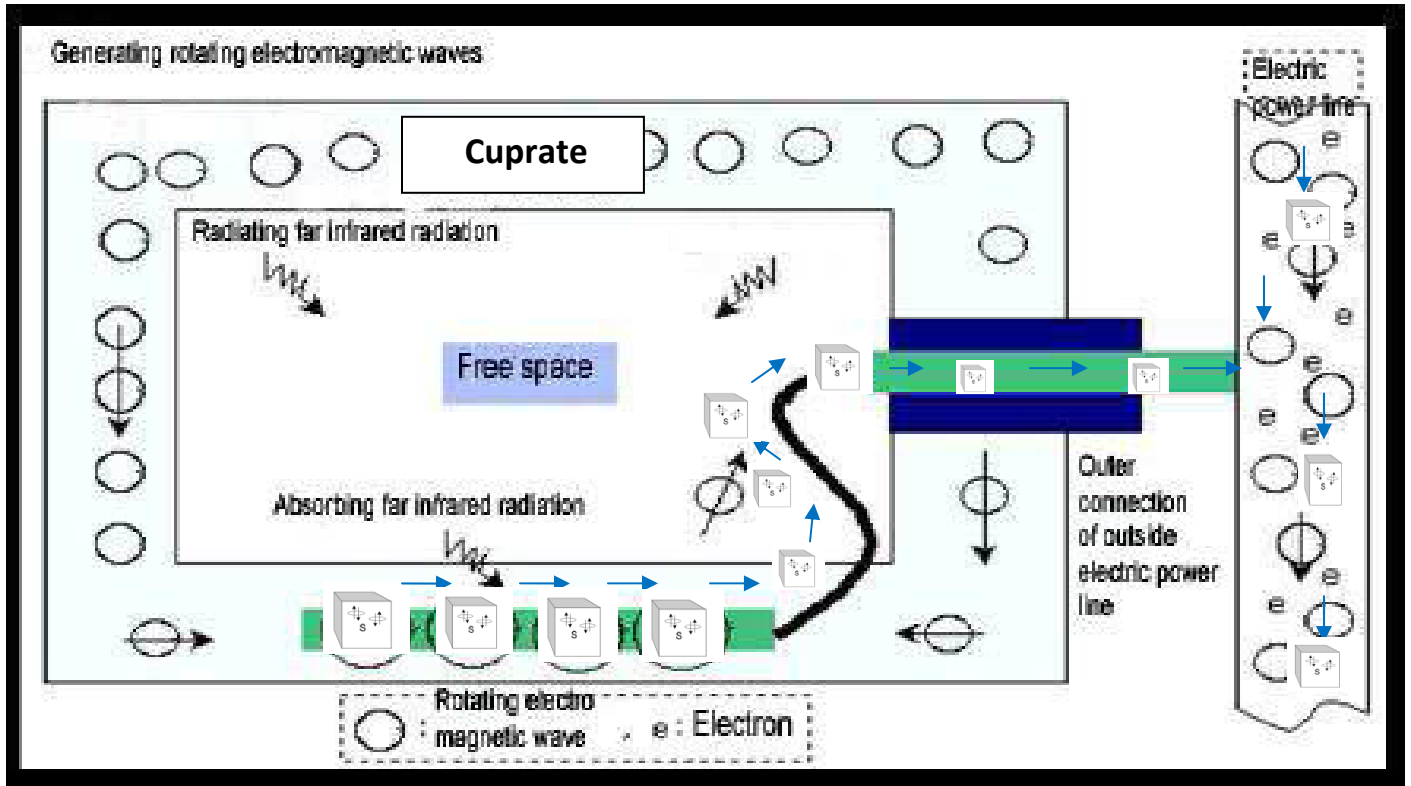 Generating rotating electromagnetic waves
Electric
power line
Cuprate
Radiating far infrared radiation
Free space
Absorbing far infrared radiation
Outer
connection
of outside
electric power
line
e
e
e
e
e
e
e
e
e
S
S
S
S
S
Rotating electro
magnetic wave
: 
e : Electron